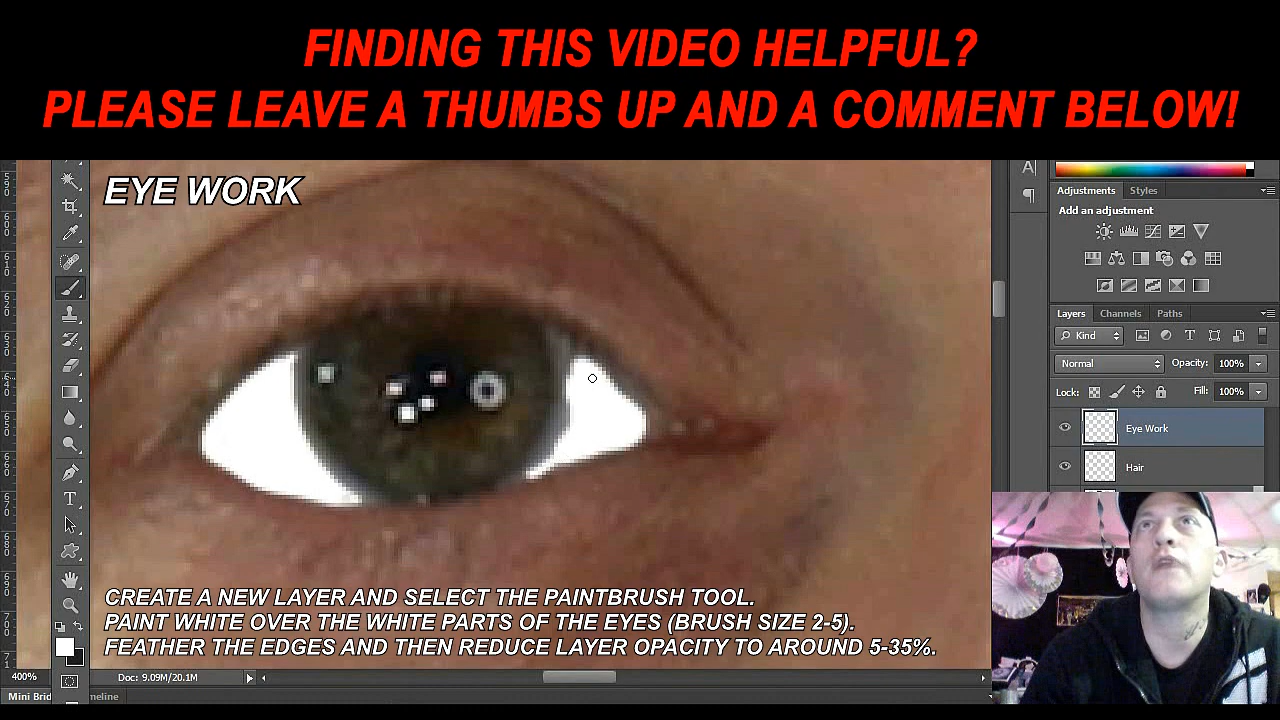 FINDING THIS VIDEO HELPFUL?
PLEASE LEAVE A THUMBS UP AND A COMMENT BELOW!
EYE WORK
Adjustments Styles
Add an adjustment
Layers Channels Paths
Kind
Normal Opacity: 100%
Lock: Fill: 100%
Eye Work
Hair
CREATE A NEW LAYER AND SELECT THE PAINTBRUSH TOOL.
PAINT WHITE OVER THE WHITE PARTS OF THE EYES (BRUSH SIZE 2-5).
FEATHER THE EDGES AND THEN REDUCE LAYER OPACITY TO AROUND 5-35%.
400% Doc: 9.09M/20.1M
Mini Brid meline